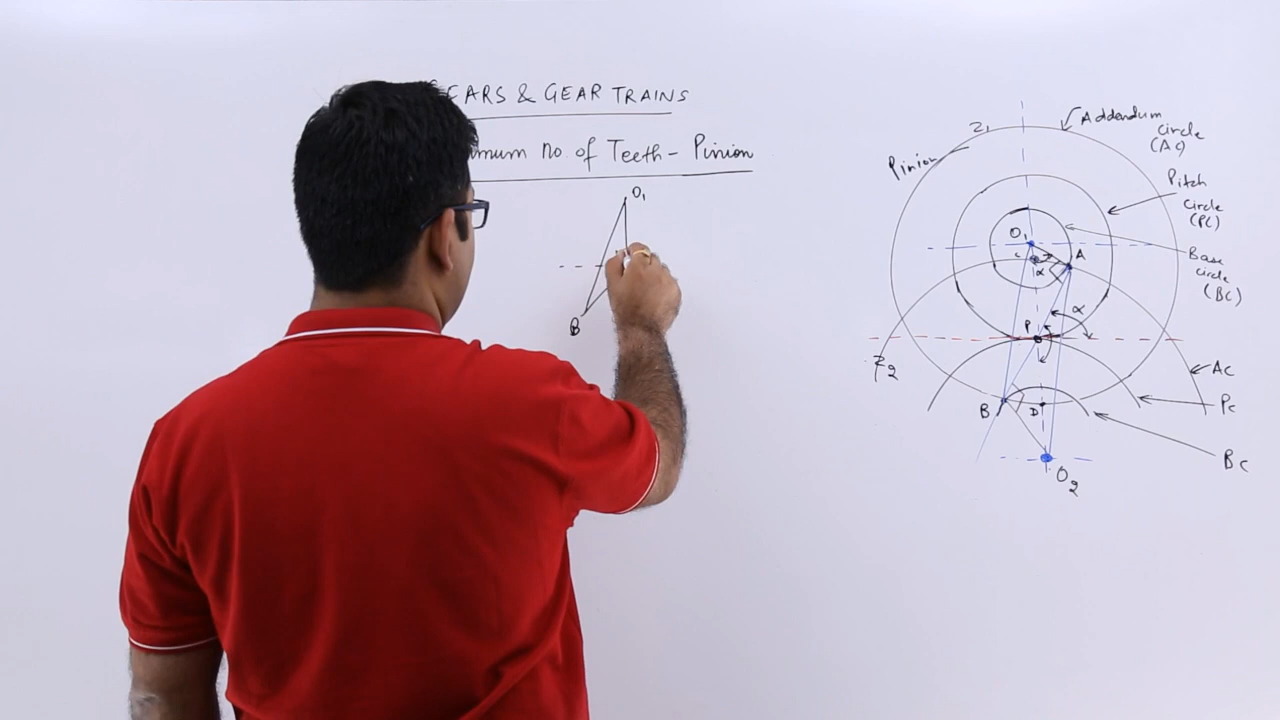 EARS & GEAR TRAINS
mum no. of Teeth - Pinion
O1
B
Z1
Addendum
circle
(AC)
Pinion
Pitch
circle
(PC)
Base
circle
(BC)
O1
C
A
α
α
P
Z2
AC
PC
B
D
BC
O2